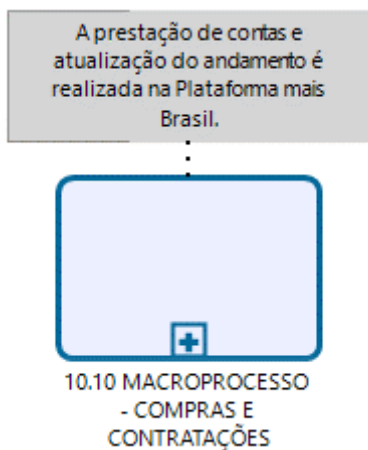 A prestação de contas e
atualização do andamento é
realizada na Plataforma mais
Brasil.
10.10 MACROPROCESSO
- COMPRAS E
CONTRATAÇÕES